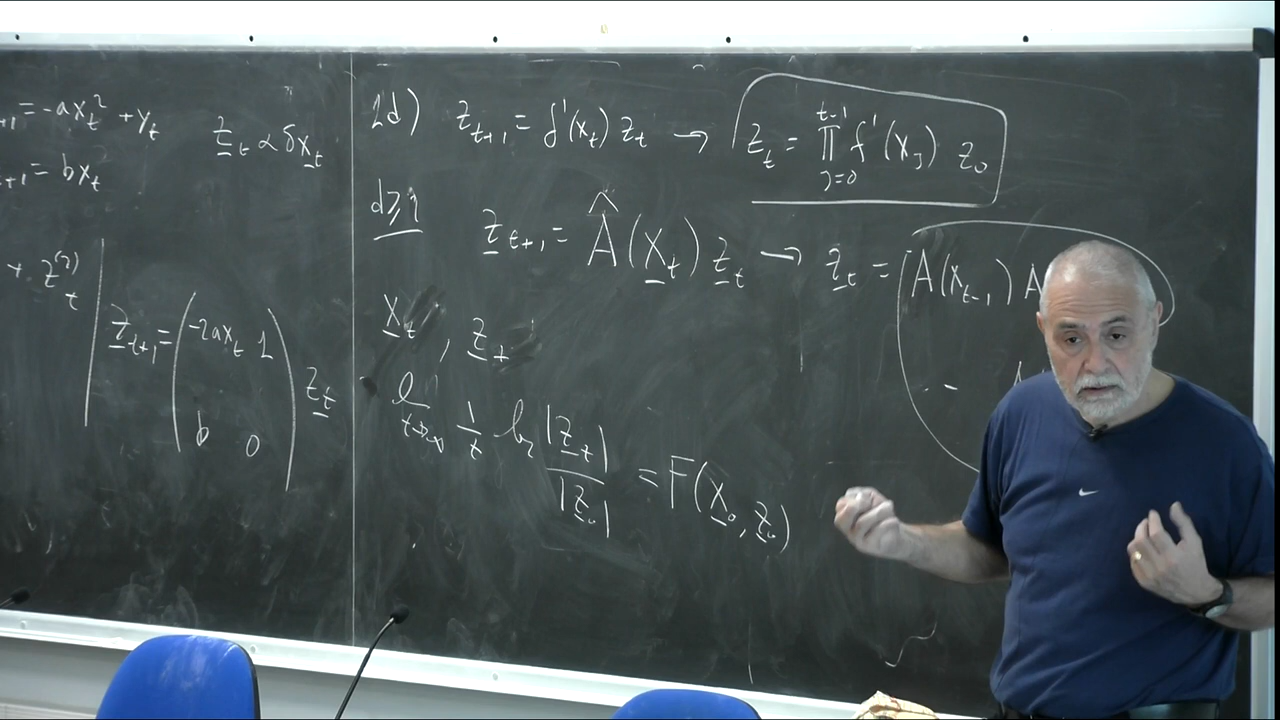 +1 = -ax_t^2 + y_t
+1 = bx_t
z_t ∝ δx_t
+ z_t^(2)
z_{t+1} = ( -2ax_t 1
b 0 ) z_t
1d) z_{t+1} = f'(x_t) z_t → z_t = ∏_{j=0}^{t-1} f'(x_j) z_0
d≥1 z_{t+1} = Â(x_t) z_t → z_t = [A(x_{t-1}) A
x_t, z_t
lim_{t→∞} 1/t ln |z_t| / |z_0| = F(x_0, z_0)